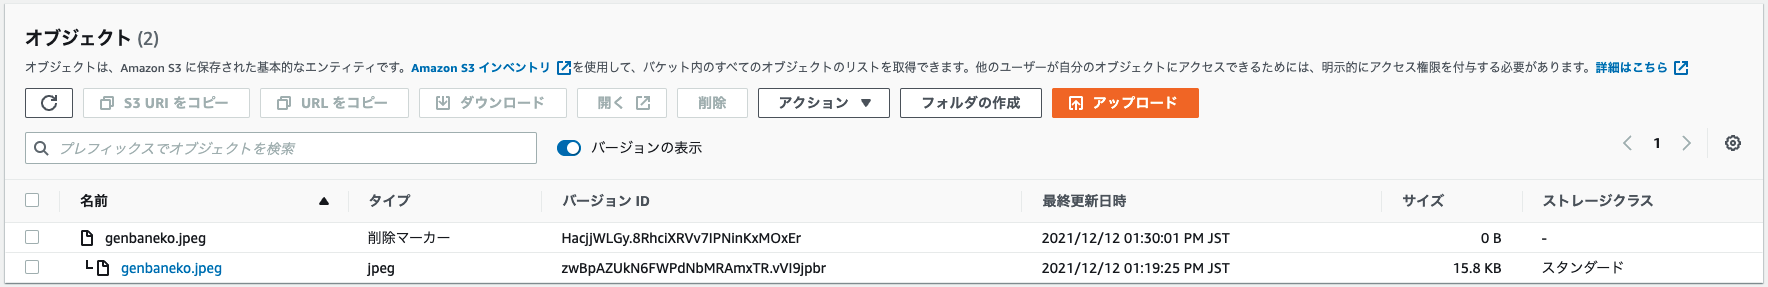 オブジェクト (2)
オブジェクトは、Amazon S3 に保存された基本的なエンティティです。Amazon S3 インベントリ を使用して、バケット内のすべてのオブジェクトのリストを取得できます。他のユーザーが自分のオブジェクトにアクセスできるためには、明示的にアクセス権限を付与する必要があります。詳細はこちら
S3 URI をコピー URL をコピー ダウンロード 開く 削除 アクション フォルダの作成 アップロード
プレフィックスでオブジェクトを検索 バージョンの表示 1
名前 タイプ バージョン ID 最終更新日時 サイズ ストレージクラス
genbaneko.jpeg 削除マーカー HacjjWLGy.8RhciXRVv7IPNinKxMOxEr 2021/12/12 01:30:01 PM JST 0 B -
genbaneko.jpeg jpeg zwBpAZUkN6FWPdNbMRAmxTR.vVI9jpbr 2021/12/12 01:19:25 PM JST 15.8 KB スタンダード